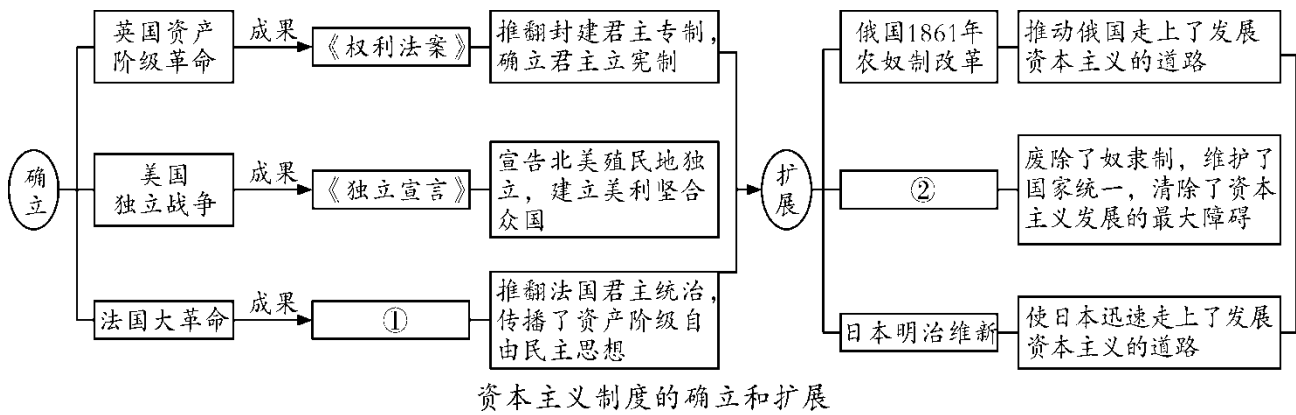 确立
英国资产
阶级革命
成果
《权利法案》
推翻封建君主专制，
确立君主立宪制
美国
独立战争
成果
《独立宣言》
宣告北美殖民地独
立，建立美利坚合
众国
法国大革命
成果
①
推翻法国君主统治，
传播了资产阶级自
由民主思想
扩展
俄国1861年
农奴制改革
推动俄国走上了发展
资本主义的道路
②
废除了奴隶制，维护了
国家统一，清除了资本
主义发展的最大障碍
日本明治维新
使日本迅速走上了发展
资本主义的道路
资本主义制度的确立和扩展